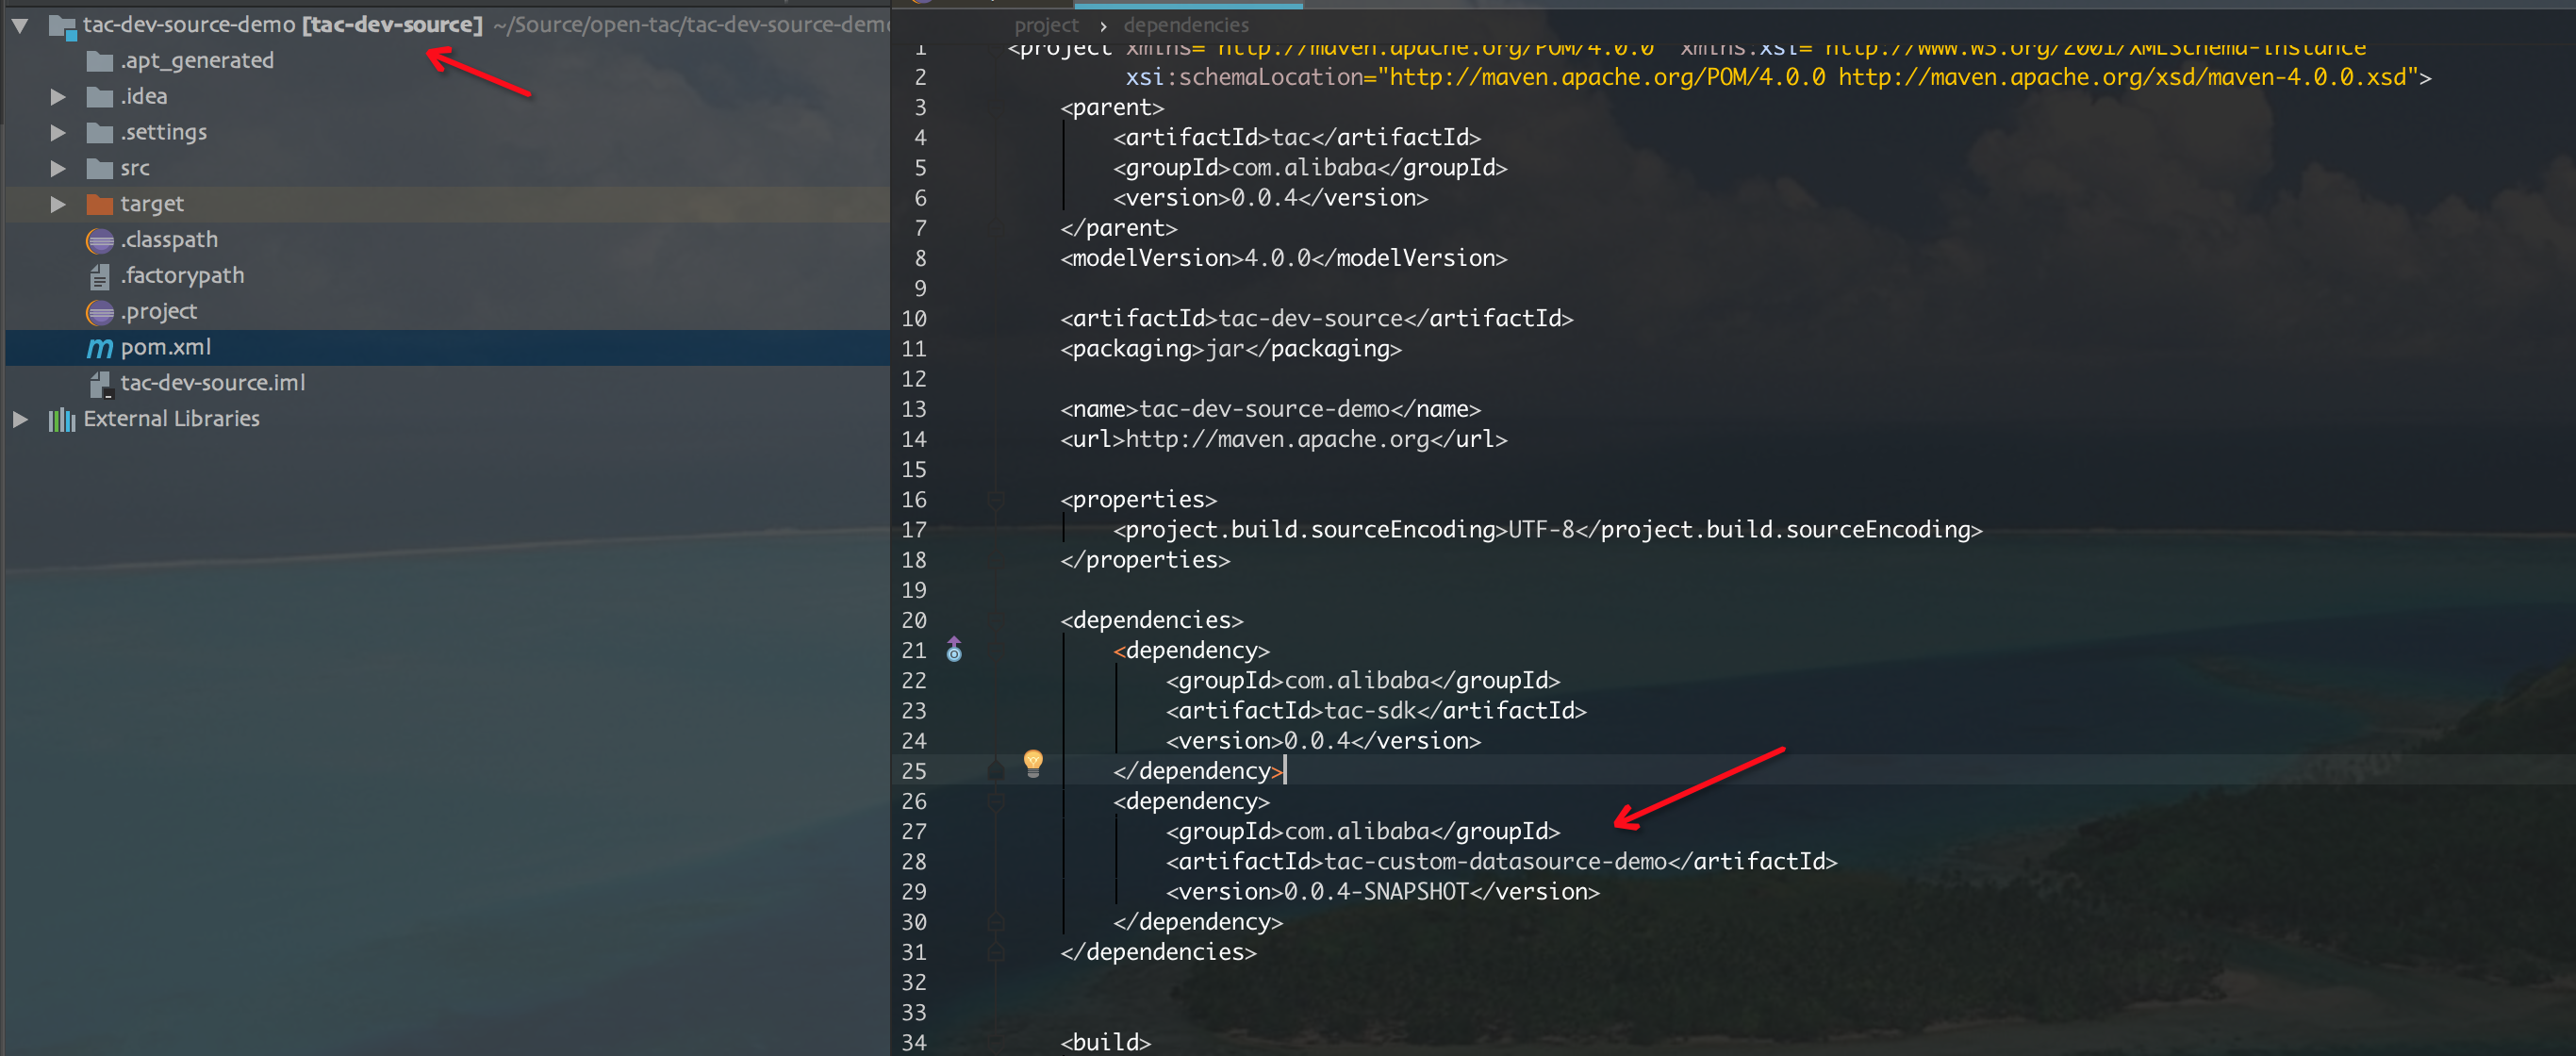 tac-dev-source-demo [tac-dev-source] ~/Source/open-tac/tac-dev-source-demo
.apt_generated
.idea
.settings
src
target
.classpath
.factorypath
.project
pom.xml
tac-dev-source.iml
External Libraries
project › dependencies
1 <project xmlns="http://maven.apache.org/POM/4.0.0" xmlns:xsi="http://www.w3.org/2001/XMLSchema-instance"
2 xsi:schemaLocation="http://maven.apache.org/POM/4.0.0 http://maven.apache.org/xsd/maven-4.0.0.xsd">
3 <parent>
4 <artifactId>tac</artifactId>
5 <groupId>com.alibaba</groupId>
6 <version>0.0.4</version>
7 </parent>
8 <modelVersion>4.0.0</modelVersion>
9
10 <artifactId>tac-dev-source</artifactId>
11 <packaging>jar</packaging>
12
13 <name>tac-dev-source-demo</name>
14 <url>http://maven.apache.org</url>
15
16 <properties>
17 <project.build.sourceEncoding>UTF-8</project.build.sourceEncoding>
18 </properties>
19
20 <dependencies>
21 <dependency>
22 <groupId>com.alibaba</groupId>
23 <artifactId>tac-sdk</artifactId>
24 <version>0.0.4</version>
25 </dependency>
26 <dependency>
27 <groupId>com.alibaba</groupId>
28 <artifactId>tac-custom-datasource-demo</artifactId>
29 <version>0.0.4-SNAPSHOT</version>
30 </dependency>
31 </dependencies>
32
33
34 <build>